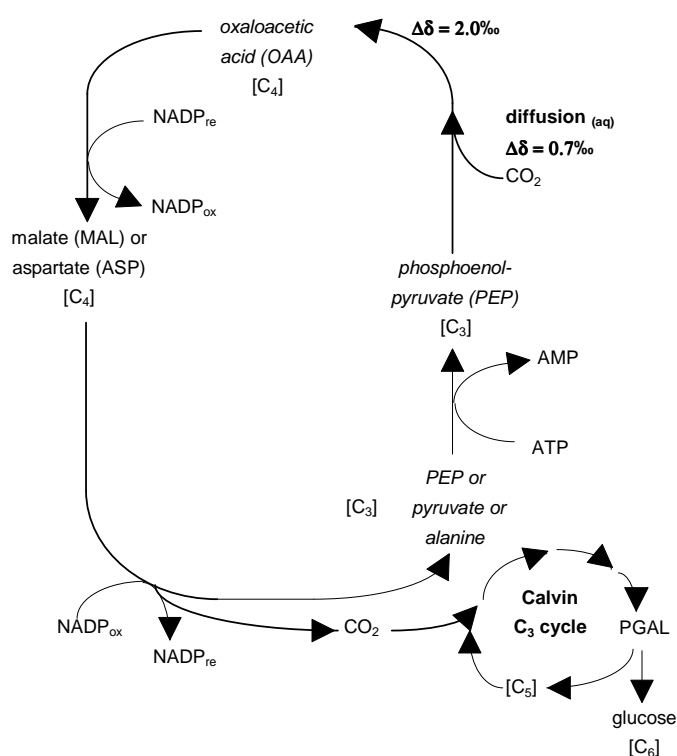 oxaloacetic
acid (OAA)
[C₄]
Δδ = 2.0‰
NADPre
NADPox
diffusion (aq)
Δδ = 0.7‰
CO₂
malate (MAL) or
aspartate (ASP)
[C₄]
phosphoenol-
pyruvate (PEP)
[C₃]
AMP
ATP
[C₃]
PEP or
pyruvate or
alanine
NADPox
NADPre
CO₂
Calvin
C₃ cycle
PGAL
[C₅]
glucose
[C₆]